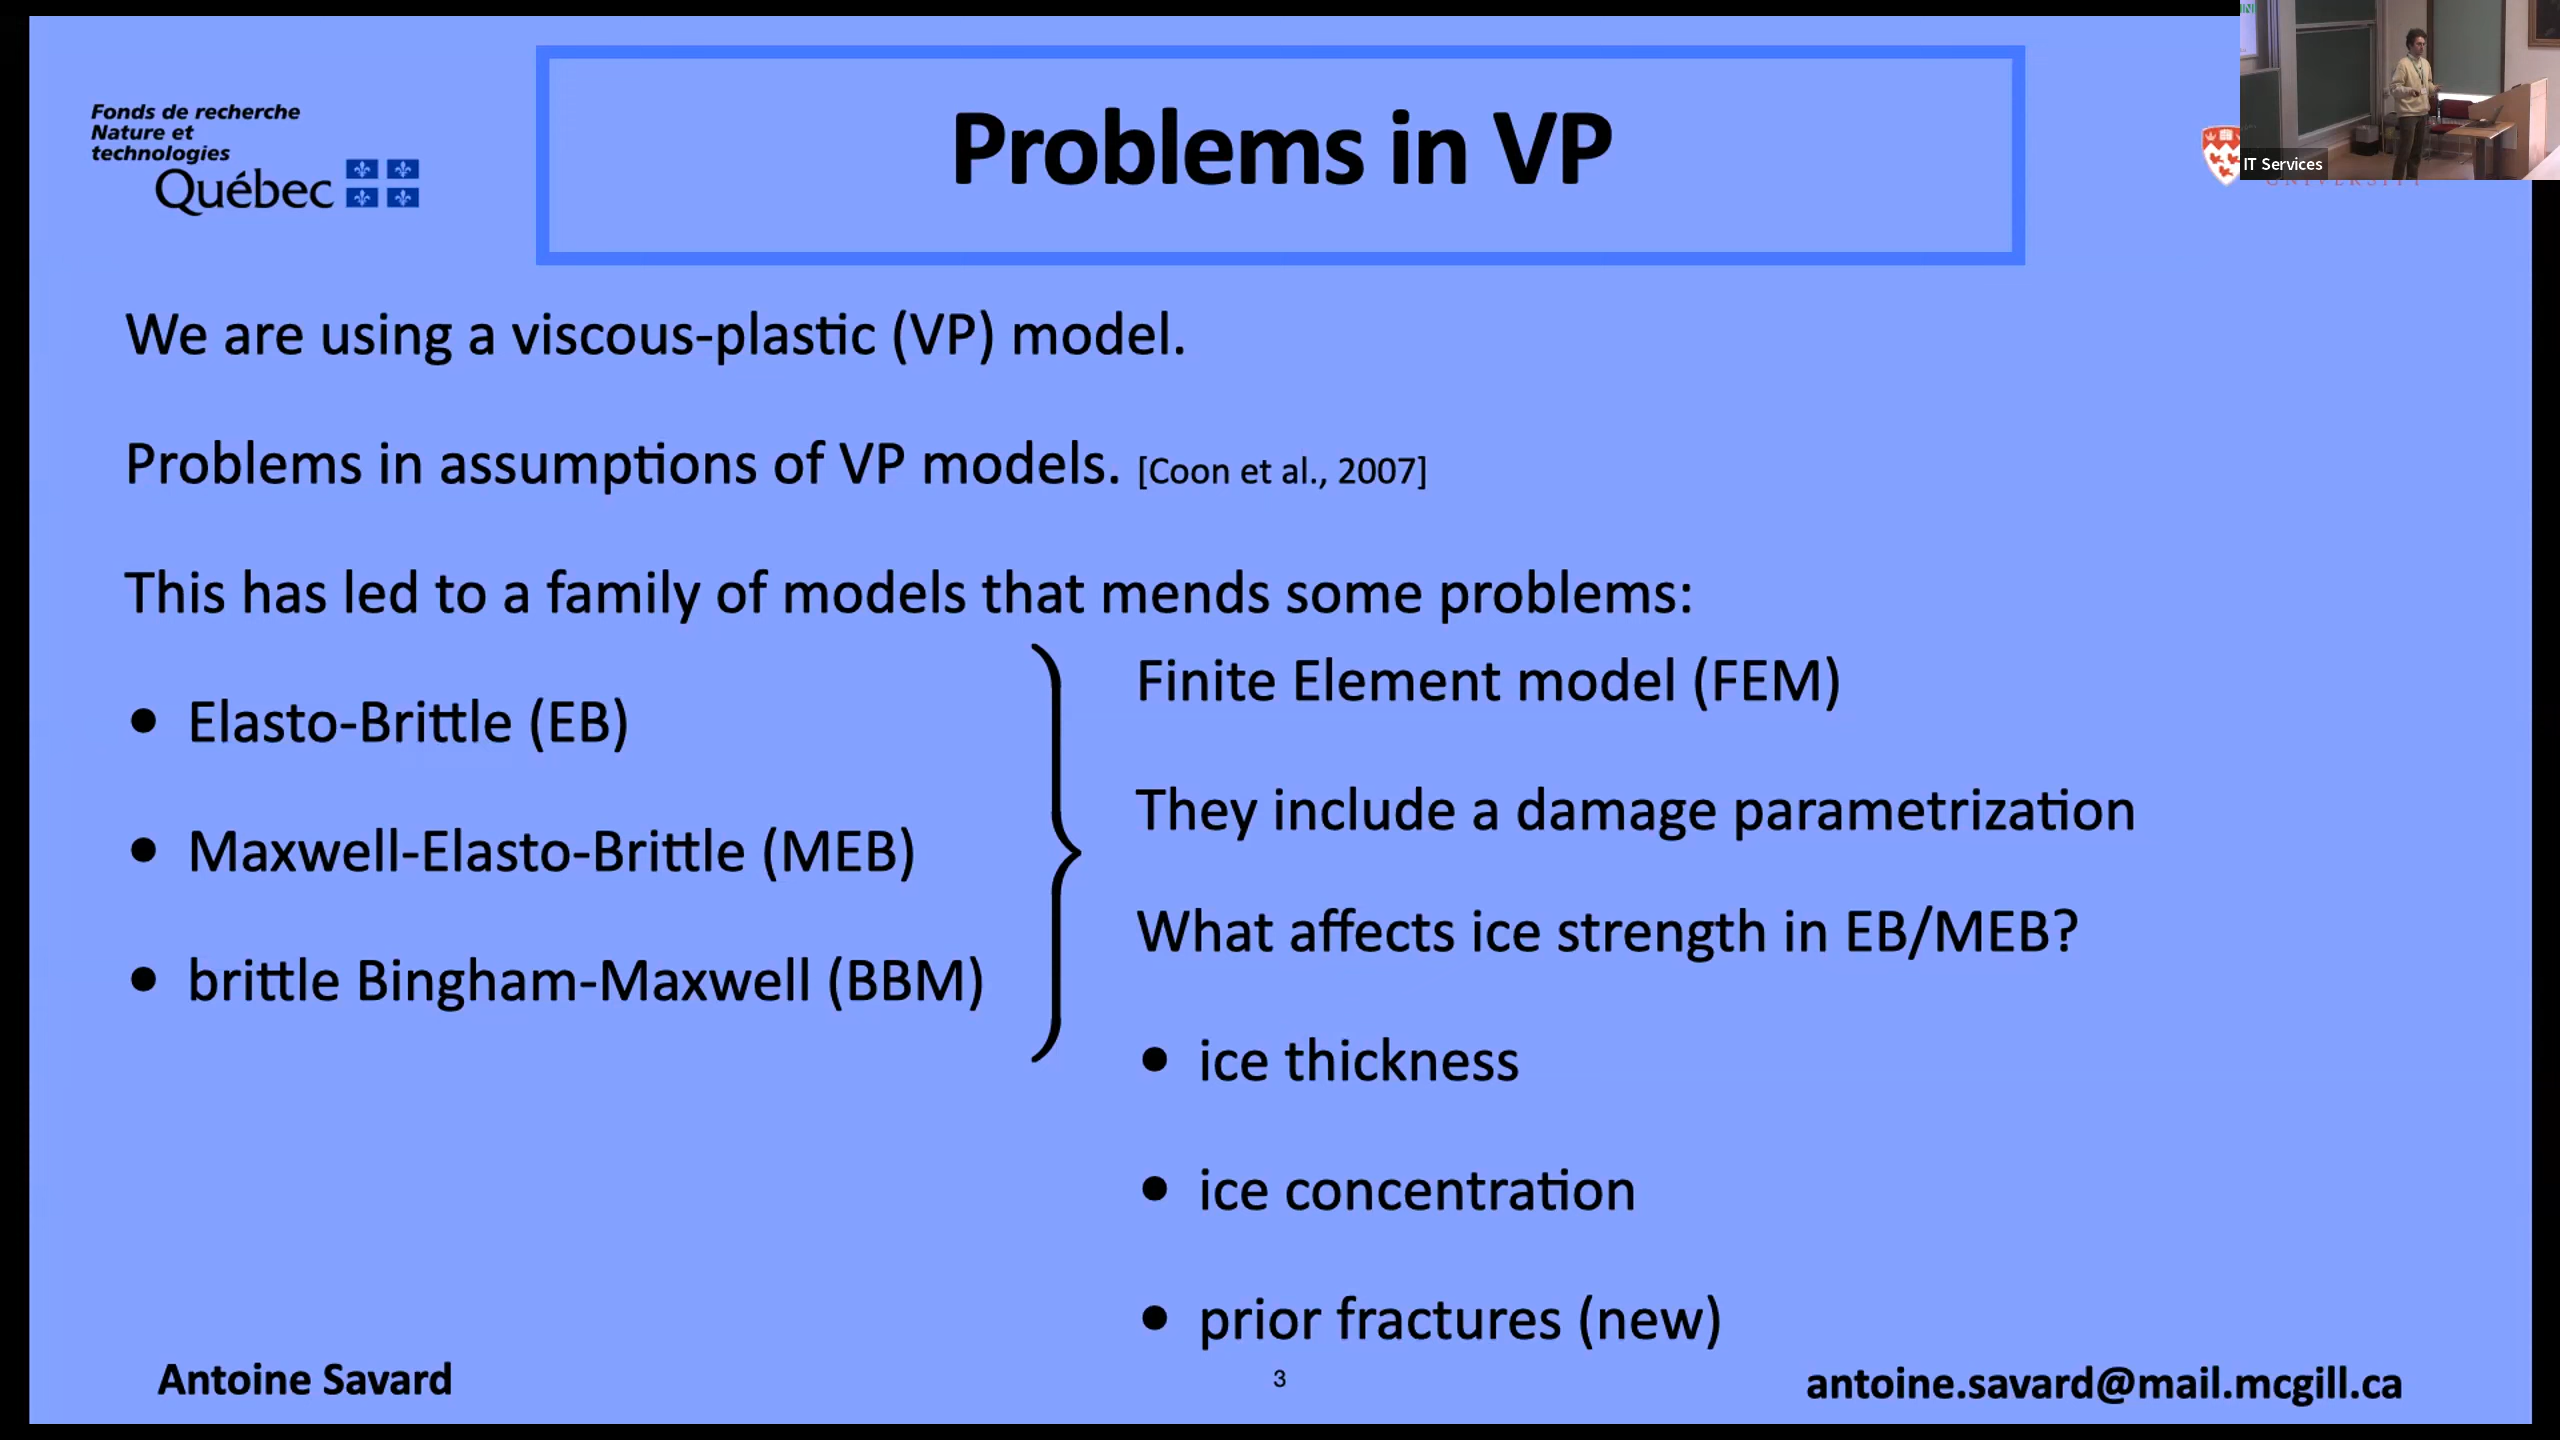 Fonds de recherche
Nature et
technologies
Québec
Problems in VP
IT Services
We are using a viscous-plastic (VP) model.
Problems in assumptions of VP models. [Coon et al., 2007]
This has led to a family of models that mends some problems:
• Elasto-Brittle (EB)
• Maxwell-Elasto-Brittle (MEB)
• brittle Bingham-Maxwell (BBM)
Finite Element model (FEM)
They include a damage parametrization
What affects ice strength in EB/MEB?
• ice thickness
• ice concentration
• prior fractures (new)
Antoine Savard
3
antoine.savard@mail.mcgill.ca